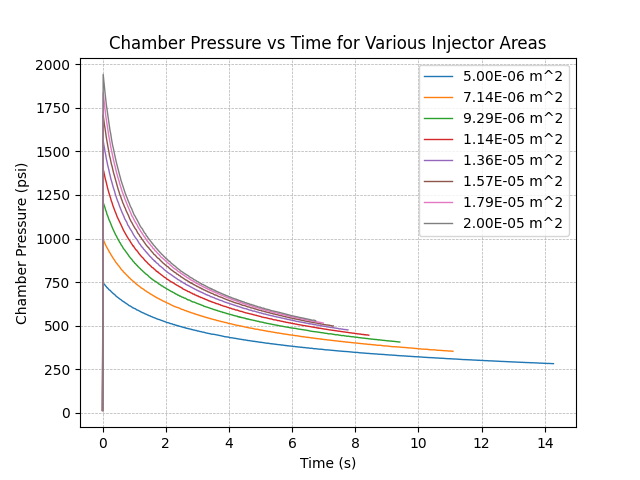 Chamber Pressure vs Time for Various Injector Areas
Chamber Pressure (psi)
2000
1750
1500
1250
1000
750
500
250
0
5.00E-06 m^2
7.14E-06 m^2
9.29E-06 m^2
1.14E-05 m^2
1.36E-05 m^2
1.57E-05 m^2
1.79E-05 m^2
2.00E-05 m^2
0 2 4 6 8 10 12 14
Time (s)